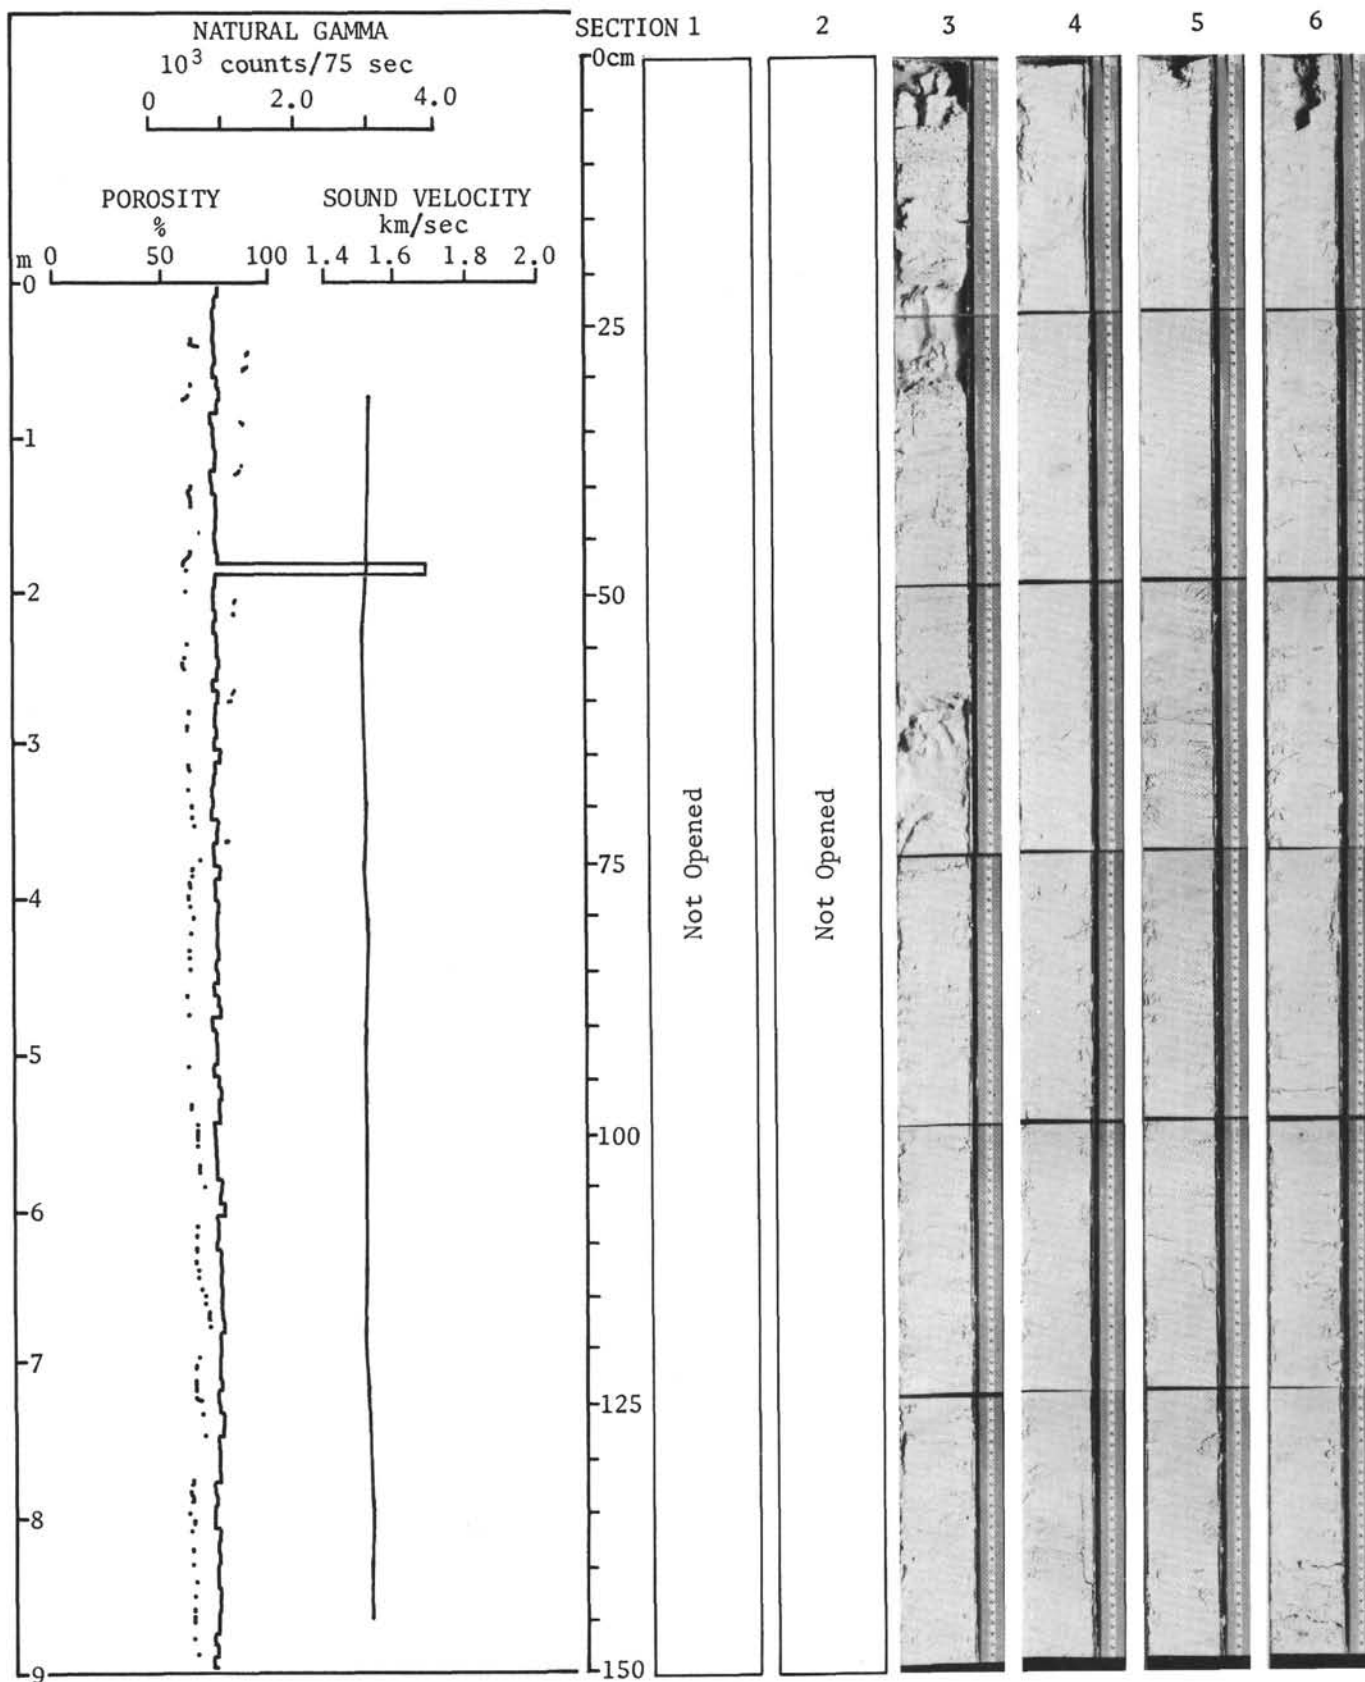 NATURAL GAMMA
10³ counts/75 sec
0 2.0 4.0
POROSITY
%
m 0 50 100
SOUND VELOCITY
km/sec
1.4 1.6 1.8 2.0
0
1
2
3
4
5
6
7
8
9
SECTION 1 2 3 4 5 6
0cm
25
50
75
100
125
150
Not Opened
Not Opened